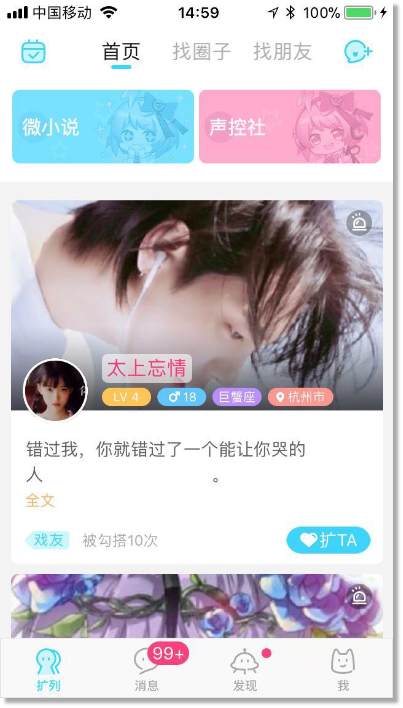 中国移动
14:59
100%
首页 找圈子 找朋友
微小说
声控社
太上忘情
LV 4
18
巨蟹座
杭州市
错过我，你就错过了一个能让你哭的
人 。
全文
戏友
被勾搭10次
扩TA
99+
扩列 消息 发现 我